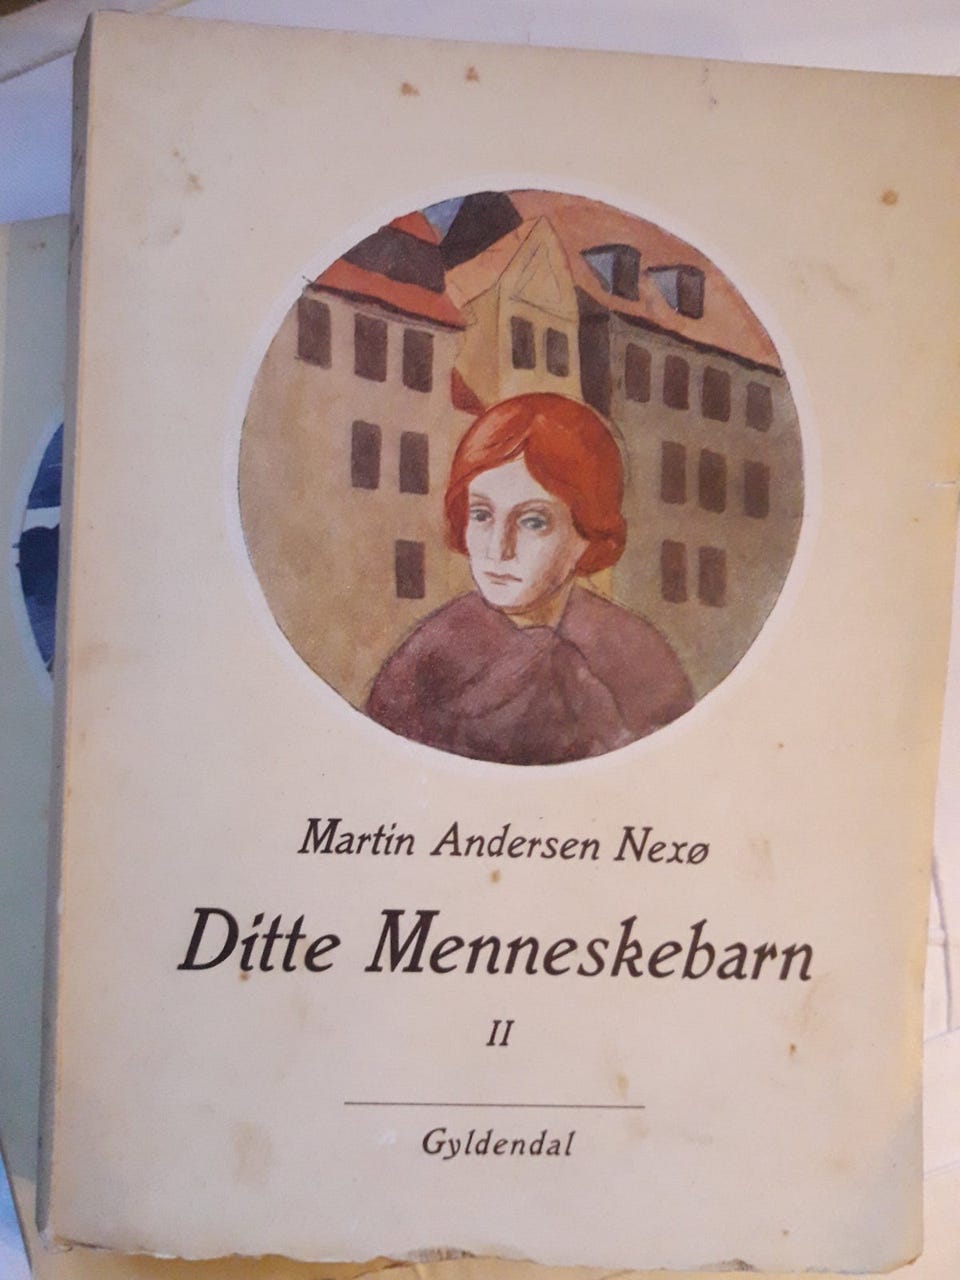 Martin Andersen Nexø
Ditte Menneskebarn
II
Gyldendal